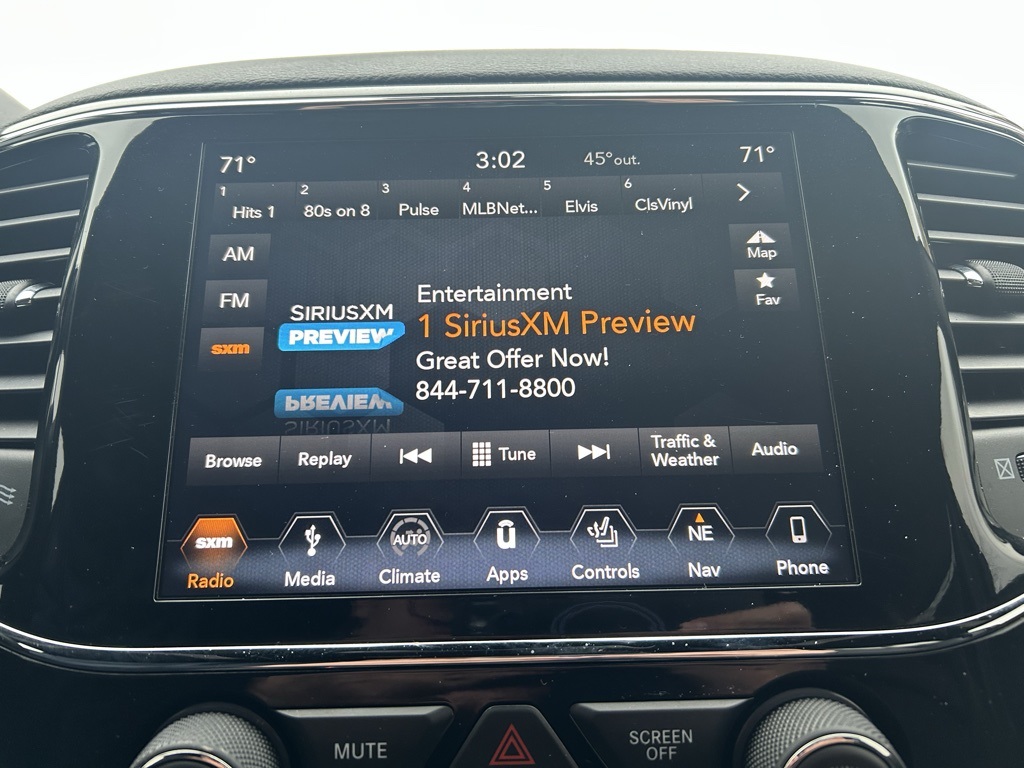 71°
3:02
45°out.
71°
1 Hits 1
2 80s on 8
3 Pulse
4 MLBNet...
5 Elvis
6 ClsVinyl
AM
FM
sxm
Map
Fav
SIRIUSXM
PREVIEW
Entertainment
1 SiriusXM Preview
Great Offer Now!
844-711-8800
PREVIEW
SIRIUSXM
Browse
Replay
Tune
Traffic &
Weather
Audio
sxm
Radio
Media
AUTO
Climate
u
Apps
Controls
NE
Nav
Phone
MUTE
SCREEN
OFF